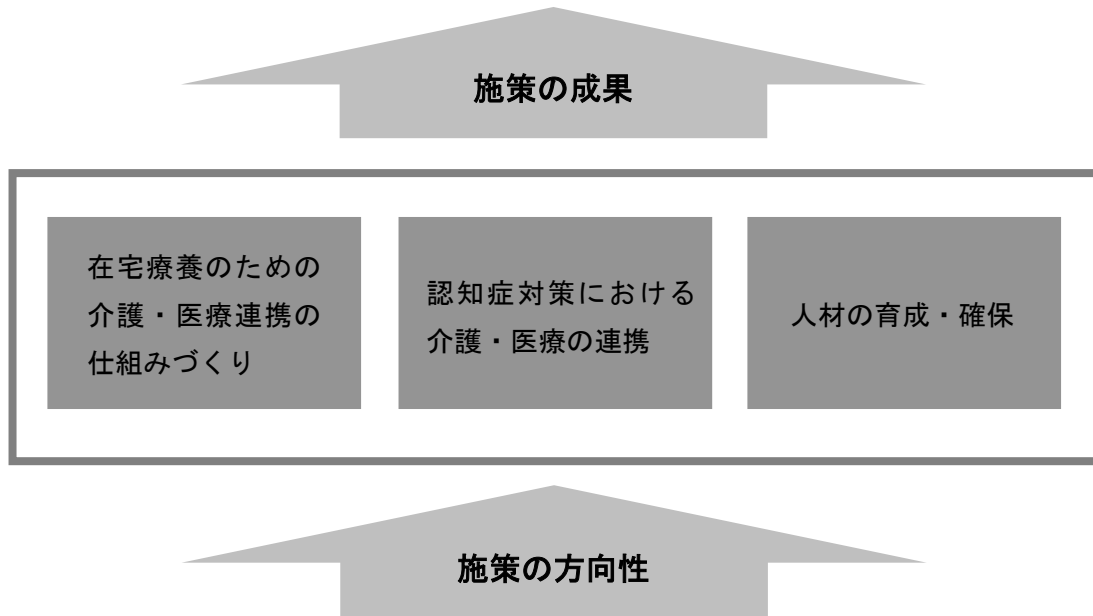 施策の成果
在宅療養のための
介護・医療連携の
仕組みづくり
認知症対策における
介護・医療の連携
人材の育成・確保
施策の方向性